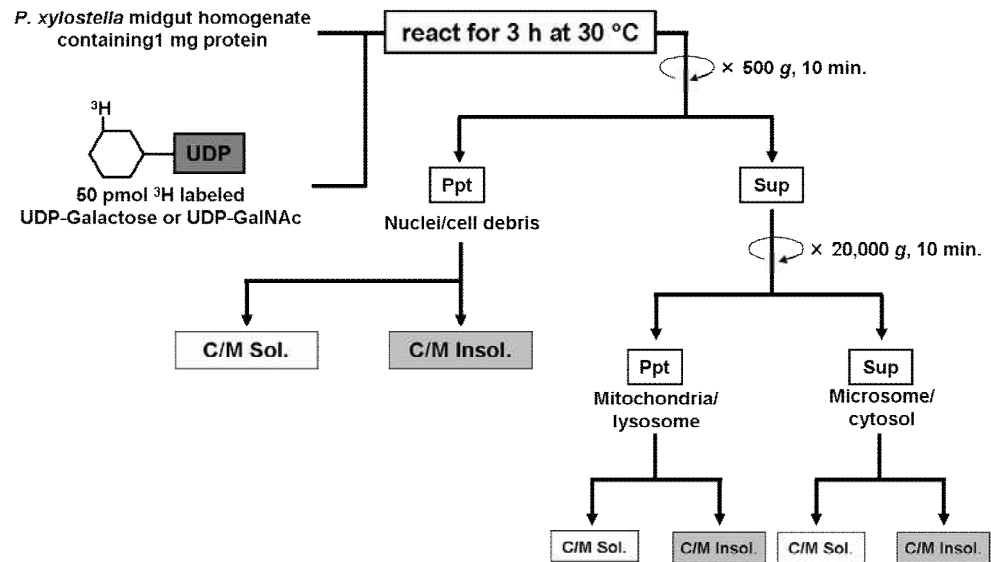 P. xylostella midgut homogenate
containing1 mg protein
react for 3 h at 30 °C
× 500 g, 10 min.
³H
UDP
50 pmol ³H labeled
UDP-Galactose or UDP-GalNAc
Ppt
Sup
Nuclei/cell debris
× 20,000 g, 10 min.
C/M Sol.
C/M Insol.
Ppt
Sup
Mitochondria/
lysosome
Microsome/
cytosol
C/M Sol.
C/M Insol.
C/M Sol.
C/M Insol.